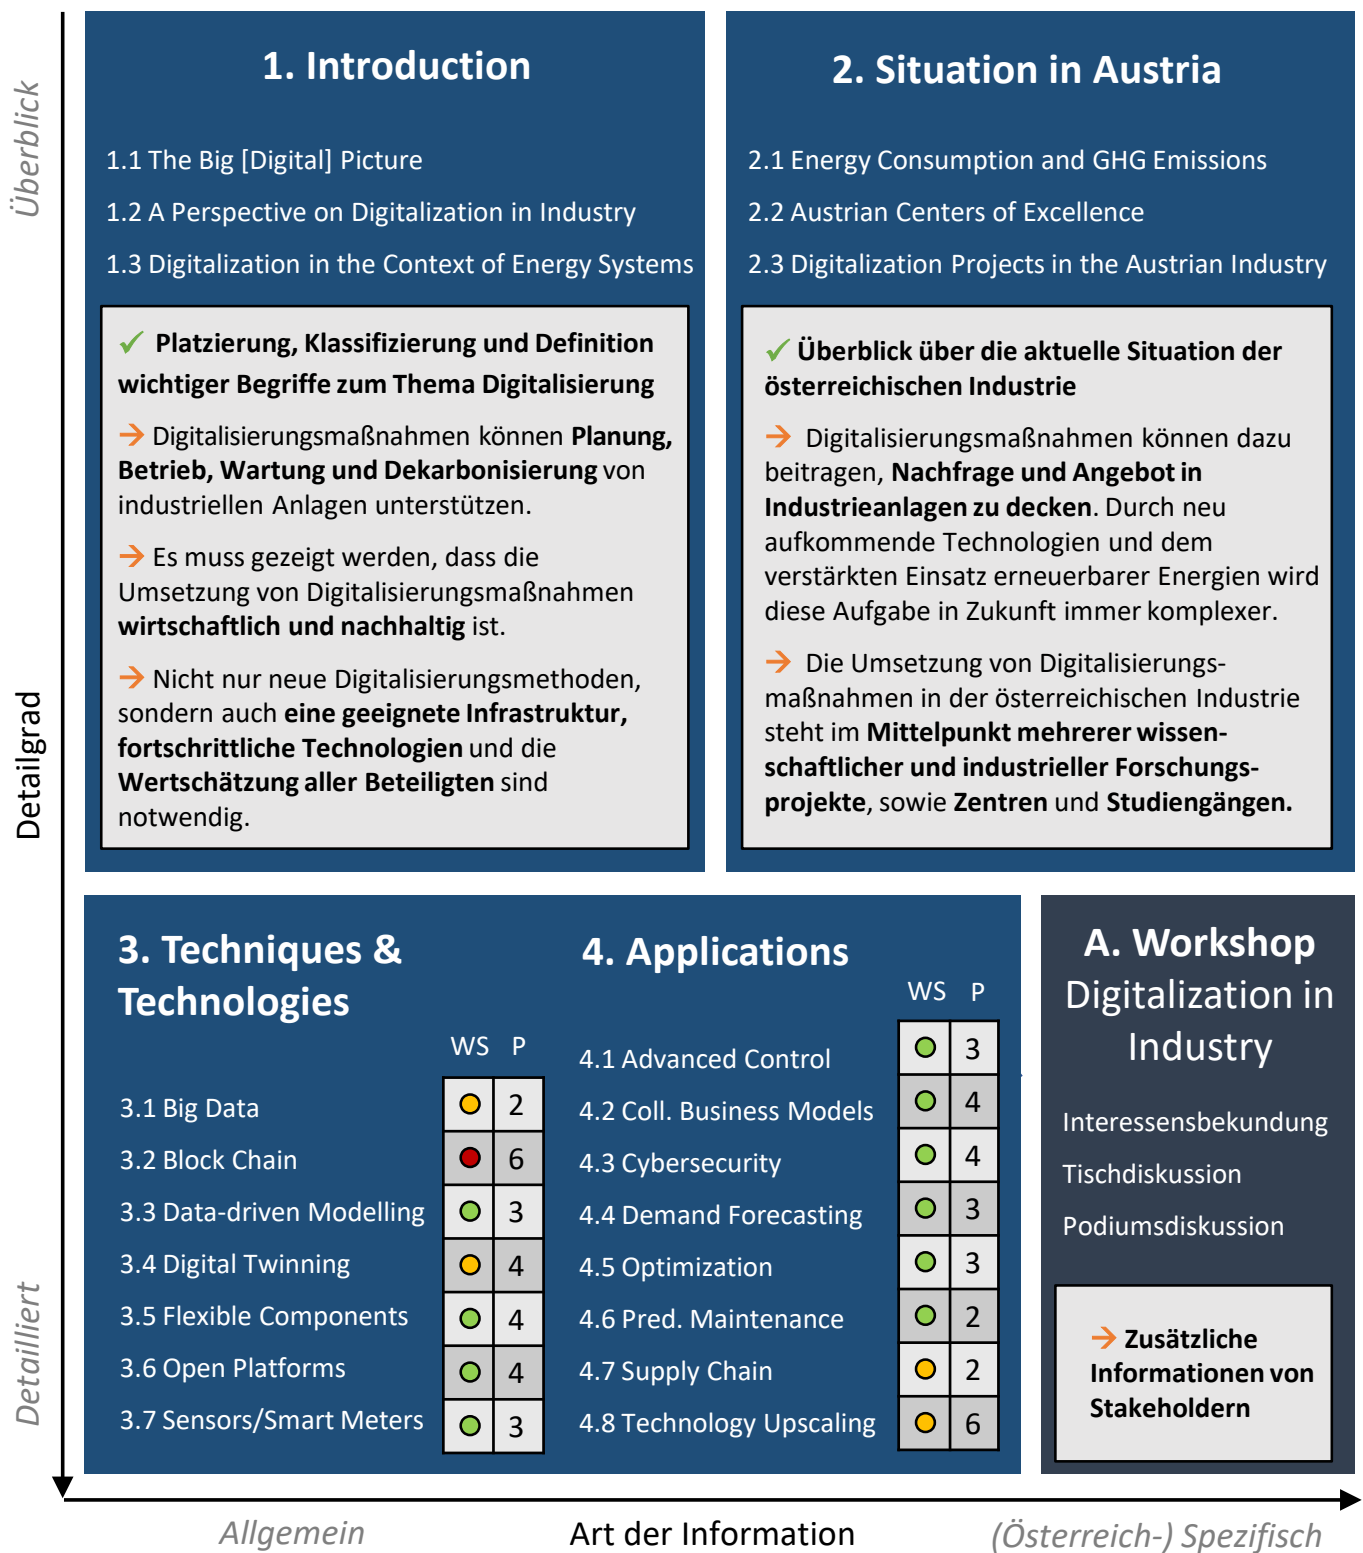 Überblick
Detailgrad
Detailliert
1. Introduction
1.1 The Big [Digital] Picture
1.2 A Perspective on Digitalization in Industry
1.3 Digitalization in the Context of Energy Systems
✓ Platzierung, Klassifizierung und Definition
wichtiger Begriffe zum Thema Digitalisierung
→ Digitalisierungsmaßnahmen können Planung,
Betrieb, Wartung und Dekarbonisierung von
industriellen Anlagen unterstützen.
→ Es muss gezeigt werden, dass die
Umsetzung von Digitalisierungsmaßnahmen
wirtschaftlich und nachhaltig ist.
→ Nicht nur neue Digitalisierungsmethoden,
sondern auch eine geeignete Infrastruktur,
fortschrittliche Technologien und die
Wertschätzung aller Beteiligten sind
notwendig.
2. Situation in Austria
2.1 Energy Consumption and GHG Emissions
2.2 Austrian Centers of Excellence
2.3 Digitalization Projects in the Austrian Industry
✓ Überblick über die aktuelle Situation der
österreichischen Industrie
→ Digitalisierungsmaßnahmen können dazu
beitragen, Nachfrage und Angebot in
Industrieanlagen zu decken. Durch neu
aufkommende Technologien und dem
verstärkten Einsatz erneuerbarer Energien wird
diese Aufgabe in Zukunft immer komplexer.
→ Die Umsetzung von Digitalisierungs-
maßnahmen in der österreichischen Industrie
steht im Mittelpunkt mehrerer wissen-
schaftlicher und industrieller Forschungs-
projekte, sowie Zentren und Studiengängen.
3. Techniques &
Technologies
WS P
3.1 Big Data 2
3.2 Block Chain 6
3.3 Data-driven Modelling 3
3.4 Digital Twinning 4
3.5 Flexible Components 4
3.6 Open Platforms 4
3.7 Sensors/Smart Meters 3
4. Applications
WS P
4.1 Advanced Control 3
4.2 Coll. Business Models 4
4.3 Cybersecurity 4
4.4 Demand Forecasting 3
4.5 Optimization 3
4.6 Pred. Maintenance 2
4.7 Supply Chain 2
4.8 Technology Upscaling 6
A. Workshop
Digitalization in
Industry
Interessensbekundung
Tischdiskussion
Podiumsdiskussion
→ Zusätzliche
Informationen von
Stakeholdern
Allgemein
Art der Information
(Österreich-) Spezifisch